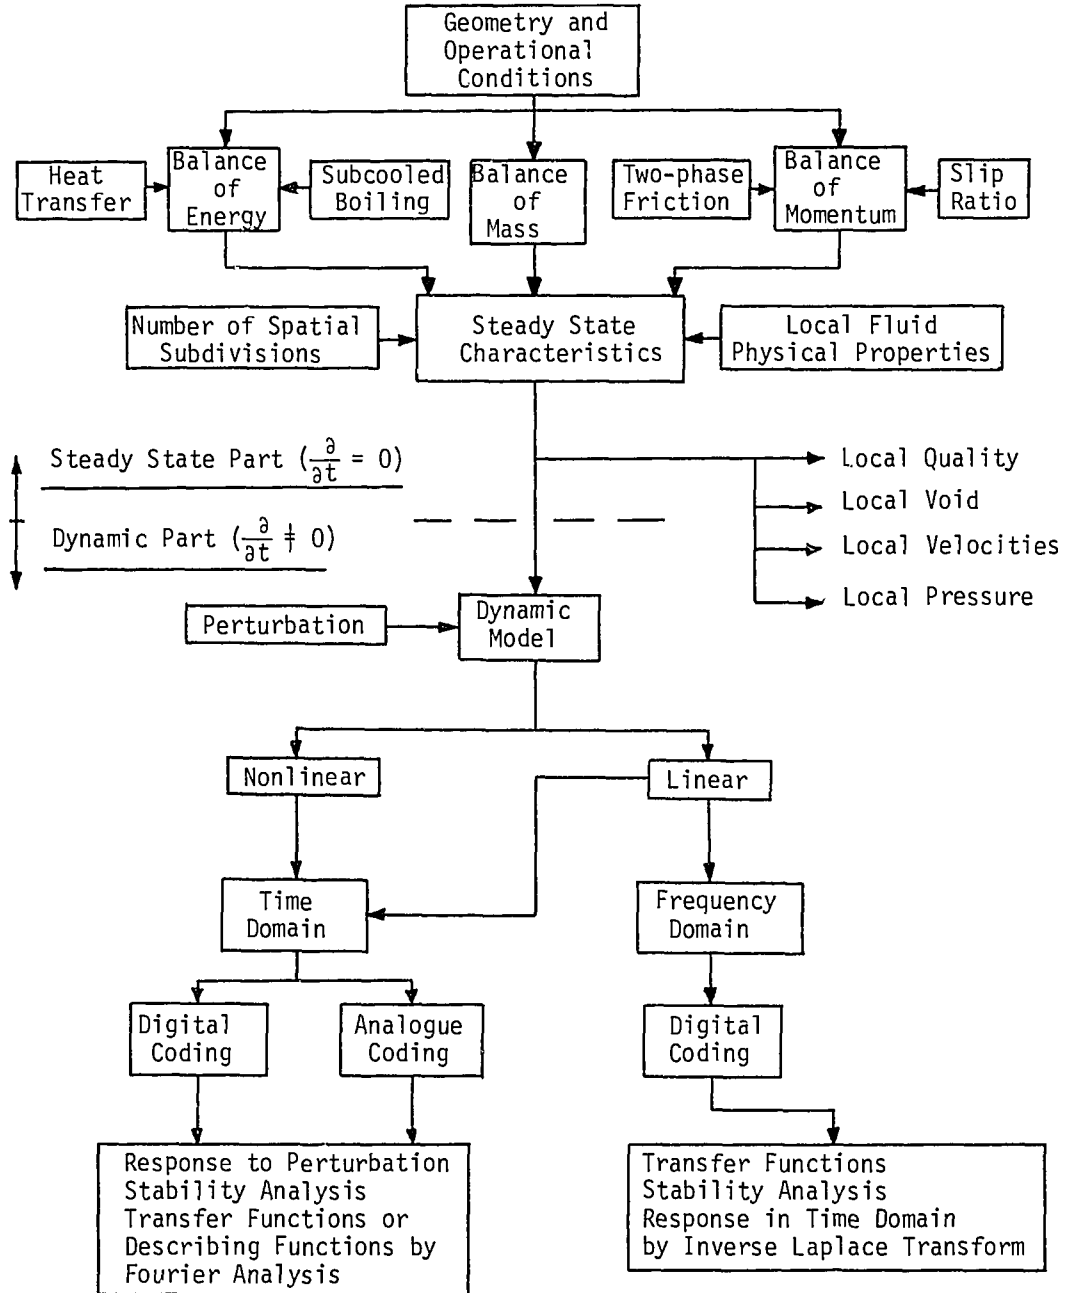 Geometry and
Operational
Conditions
Heat
Transfer
Balance
of
Energy
Subcooled
Boiling
Balance
of
Mass
Two-phase
Friction
Balance
of
Momentum
Slip
Ratio
Number of Spatial
Subdivisions
Steady State
Characteristics
Local Fluid
Physical Properties
Steady State Part (∂/∂t = 0)
Dynamic Part (∂/∂t ǂ 0)
Local Quality
Local Void
Local Velocities
Local Pressure
Perturbation
Dynamic
Model
Nonlinear
Linear
Time
Domain
Frequency
Domain
Digital
Coding
Analogue
Coding
Digital
Coding
Response to Perturbation
Stability Analysis
Transfer Functions or
Describing Functions by
Fourier Analysis
Transfer Functions
Stability Analysis
Response in Time Domain
by Inverse Laplace Transform